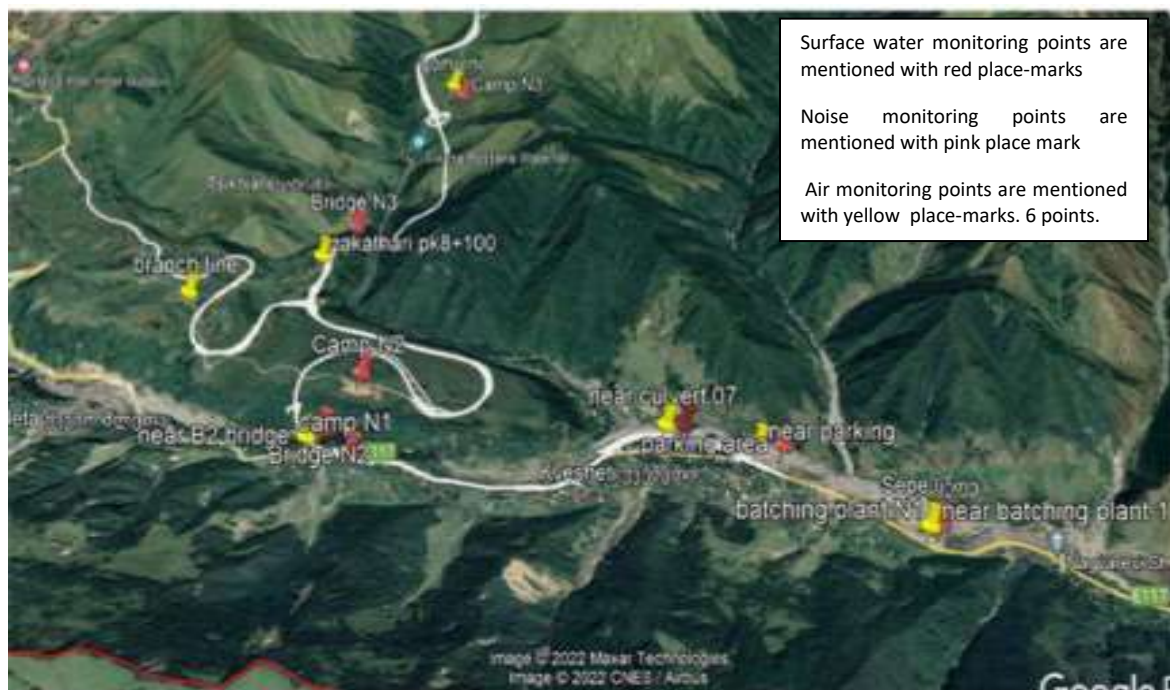 Surface water monitoring points are
mentioned with red place-marks
Noise monitoring points are
mentioned with pink place mark
Air monitoring points are mentioned
with yellow place-marks. 6 points.
Camp N3
Bridge N3
zakatkari pk8+100
branch line
Camp N2
near culvert 07
camp N1
near B2 bridge
near parking
parking area
Bridge N2
batching plant N1
near batching plant 1
Image © 2022 Maxar Technologies
Image © 2022 CNES / Airbus
Google